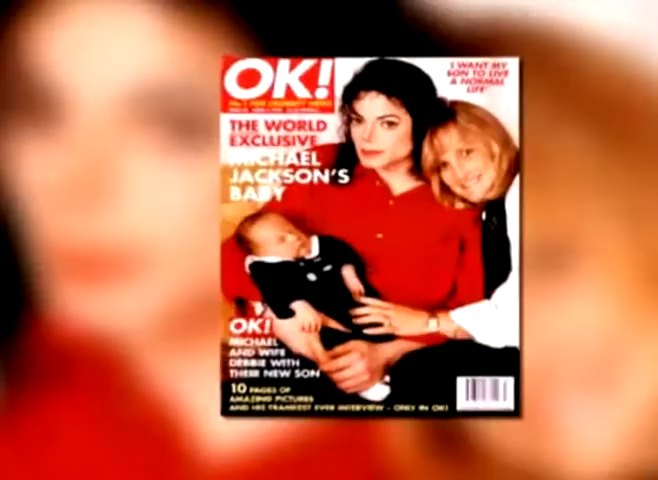 OK!
No.1 FOR CELEBRITY NEWS
I WANT MY
SON TO LIVE
A NORMAL
LIFE'
THE WORLD
EXCLUSIVE
MICHAEL
JACKSON'S
BABY
OK!
MICHAEL
AND WIFE
DEBBIE WITH
THEIR NEW SON
10 PAGES OF
AMAZING PICTURES
AND HIS FRANKEST EVER INTERVIEW - ONLY IN OK!